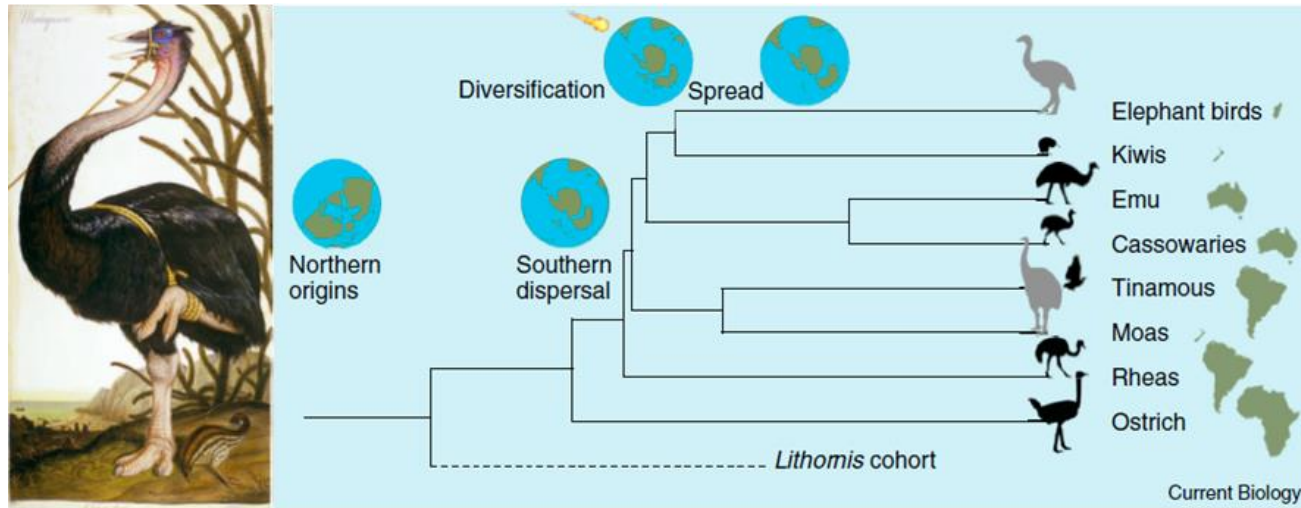 Diversification
Spread
Elephant birds
Kiwis
Emu
Northern
origins
Southern
dispersal
Cassowaries
Tinamous
Moas
Rheas
Ostrich
Lithornis cohort
Current Biology